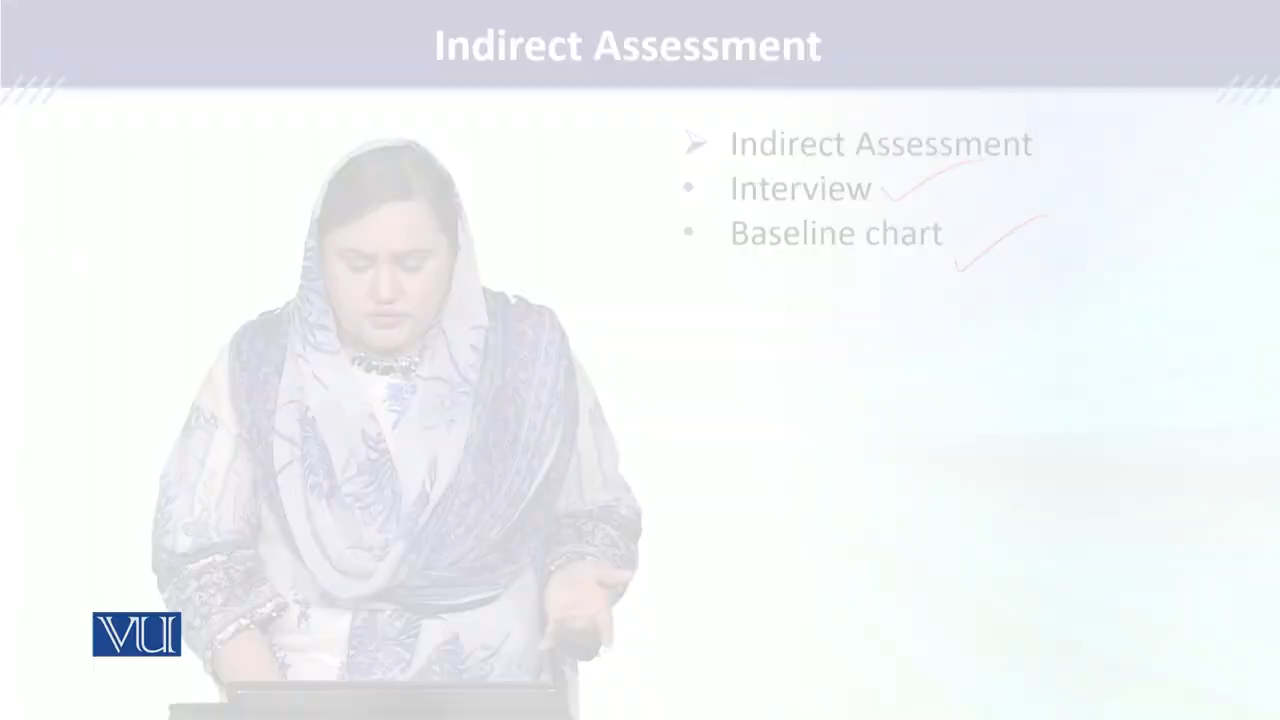 Indirect Assessment
Indirect Assessment
Interview
Baseline chart
VU